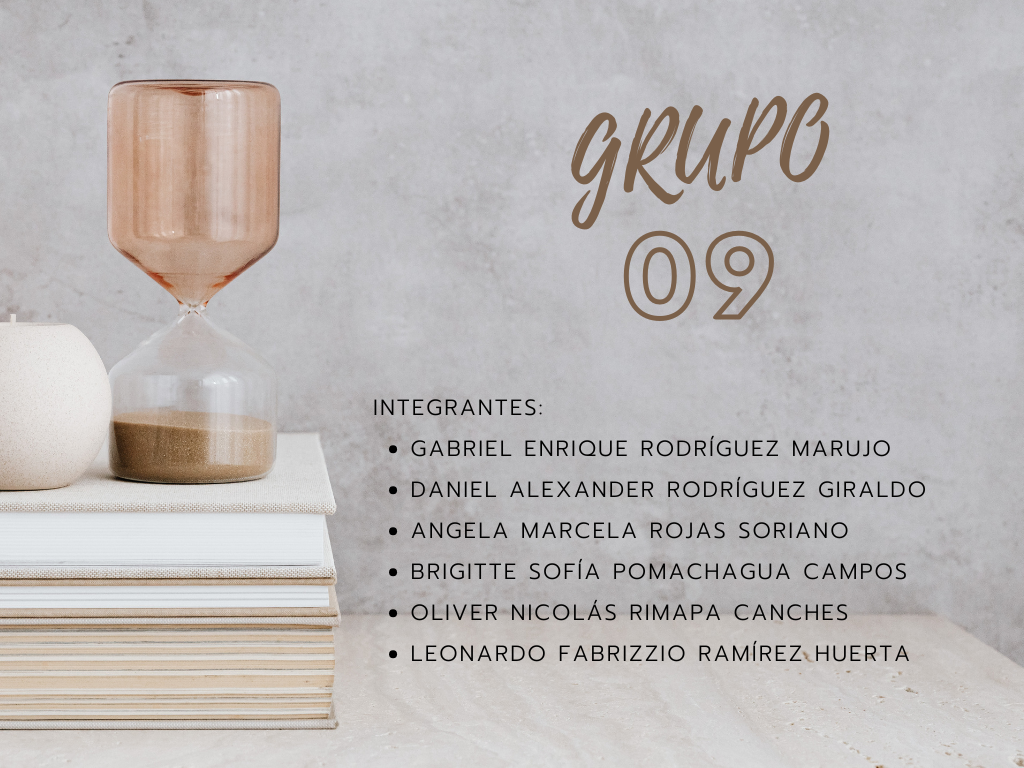 GRUPO
09
INTEGRANTES:
GABRIEL ENRIQUE RODRÍGUEZ MARUJO
DANIEL ALEXANDER RODRÍGUEZ GIRALDO
ANGELA MARCELA ROJAS SORIANO
BRIGITTE SOFÍA POMACHAGUA CAMPOS
OLIVER NICOLÁS RIMAPA CANCHES
LEONARDO FABRIZZIO RAMÍREZ HUERTA